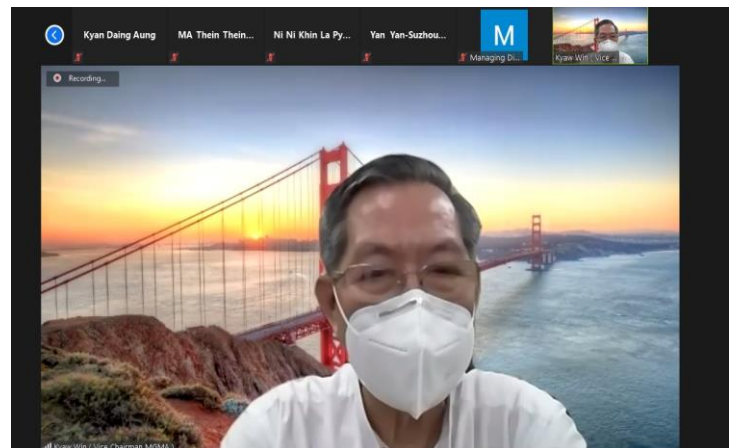 Kyan Daing Aung
MA Thein Thein...
Ni Ni Khin La Py...
Yan Yan-Suzhou...
M
Managing Di...
Kyaw Win / Vice ...
Recording...
Kyaw Win / Vice Chairman MGMA